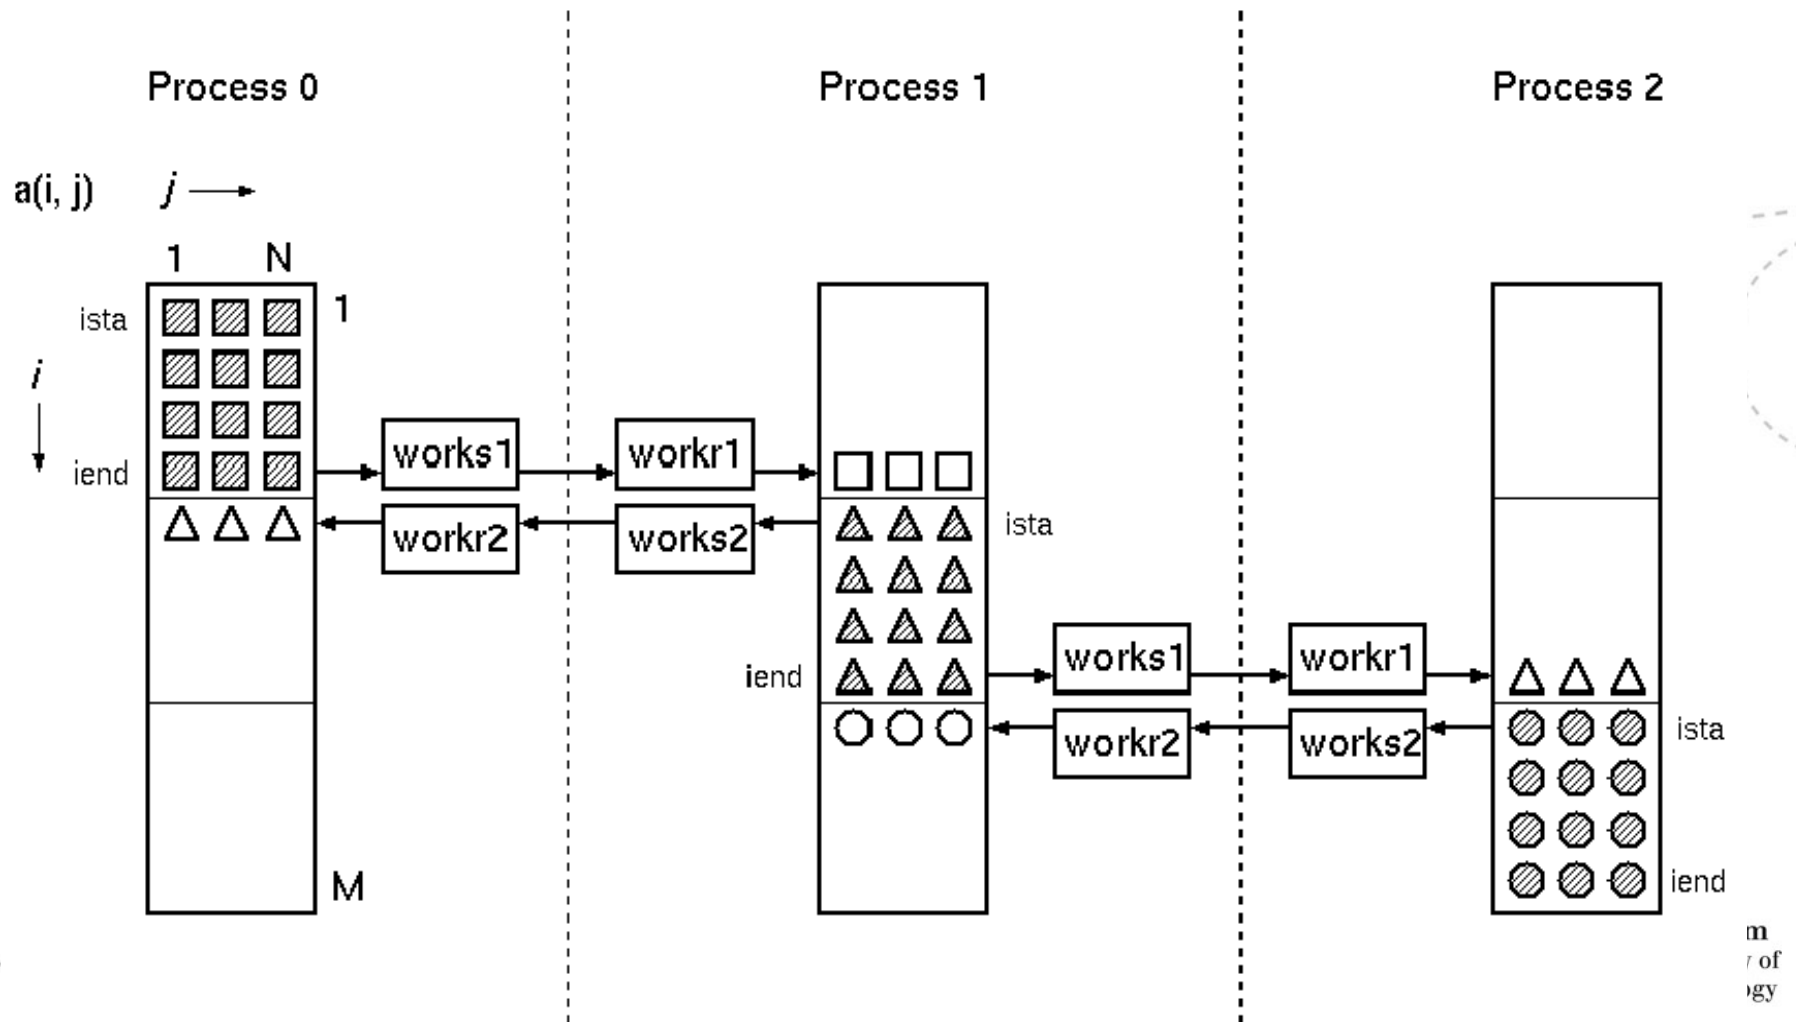 Process 0
Process 1
Process 2
a(i, j)
j
1
N
ista
1
i
iend
works1
workr1
workr2
works2
ista
iend
works1
workr1
workr2
works2
ista
iend
M
m
of